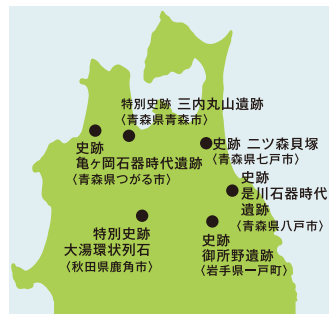 特別史跡 三内丸山遺跡
〈青森県青森市〉
史跡
亀ヶ岡石器時代遺跡
〈青森県つがる市〉
史跡 二ツ森貝塚
〈青森県七戸市〉
史跡
是川石器時代
遺跡
〈青森県八戸市〉
特別史跡
大湯環状列石
〈秋田県鹿角市〉
史跡
御所野遺跡
〈岩手県一戸町〉